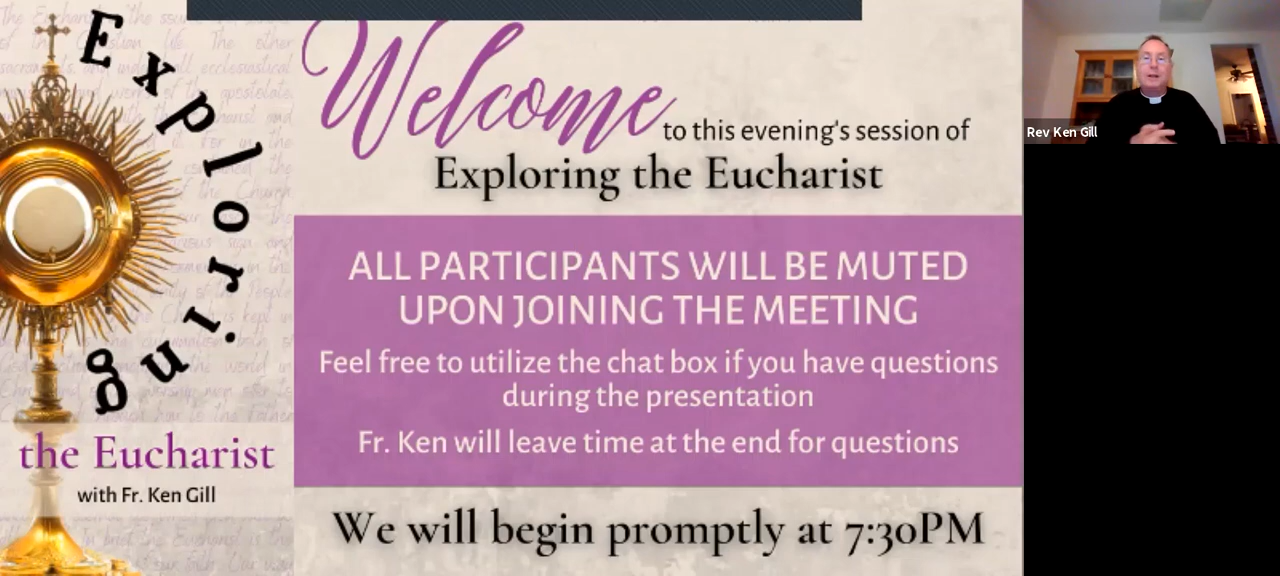 Exploring
the Eucharist
with Fr. Ken Gill
Welcome
to this evening's session of
Exploring the Eucharist
ALL PARTICIPANTS WILL BE MUTED
UPON JOINING THE MEETING
Feel free to utilize the chat box if you have questions
during the presentation
Fr. Ken will leave time at the end for questions
We will begin promptly at 7:30PM
Rev Ken Gill